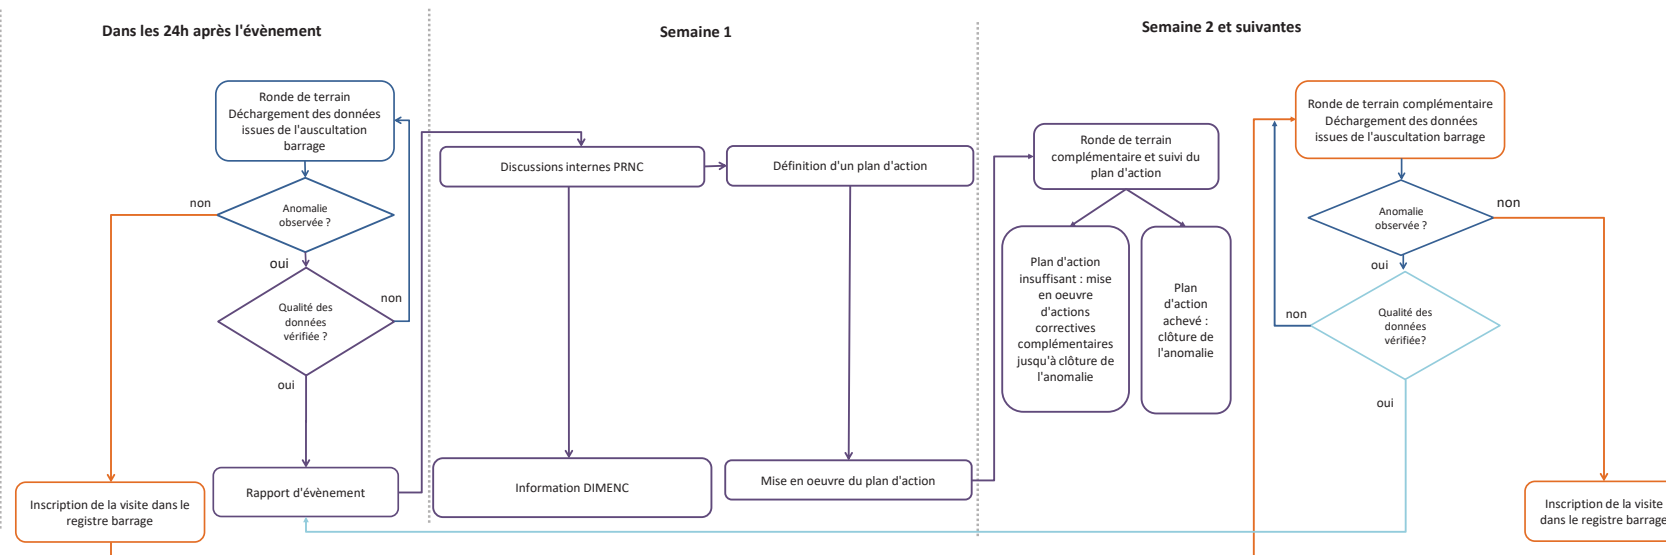 Dans les 24h après l'évènement
Semaine 1
Semaine 2 et suivantes
Ronde de terrain
Déchargement des données
issues de l'auscultation
barrage
non
Anomalie
observée ?
oui
Qualité des
données
vérifiée ?
non
oui
Rapport d'évènement
Inscription de la visite dans le
registre barrage
Discussions internes PRNC
Définition d'un plan d'action
Information DIMENC
Mise en oeuvre du plan d'action
Ronde de terrain
complémentaire et suivi du
plan d'action
Plan d'action
insuffisant : mise
en oeuvre
d'actions
correctives
complémentaires
jusqu'à clôture de
l'anomalie
Plan
d'action
achevé :
clôture de
l'anomalie
Ronde de terrain complémentaire
Déchargement des données
issues de l'auscultation barrage
Anomalie
observée ?
non
oui
Qualité des
données
vérifiée?
non
oui
Inscription de la visite
dans le registre barrage